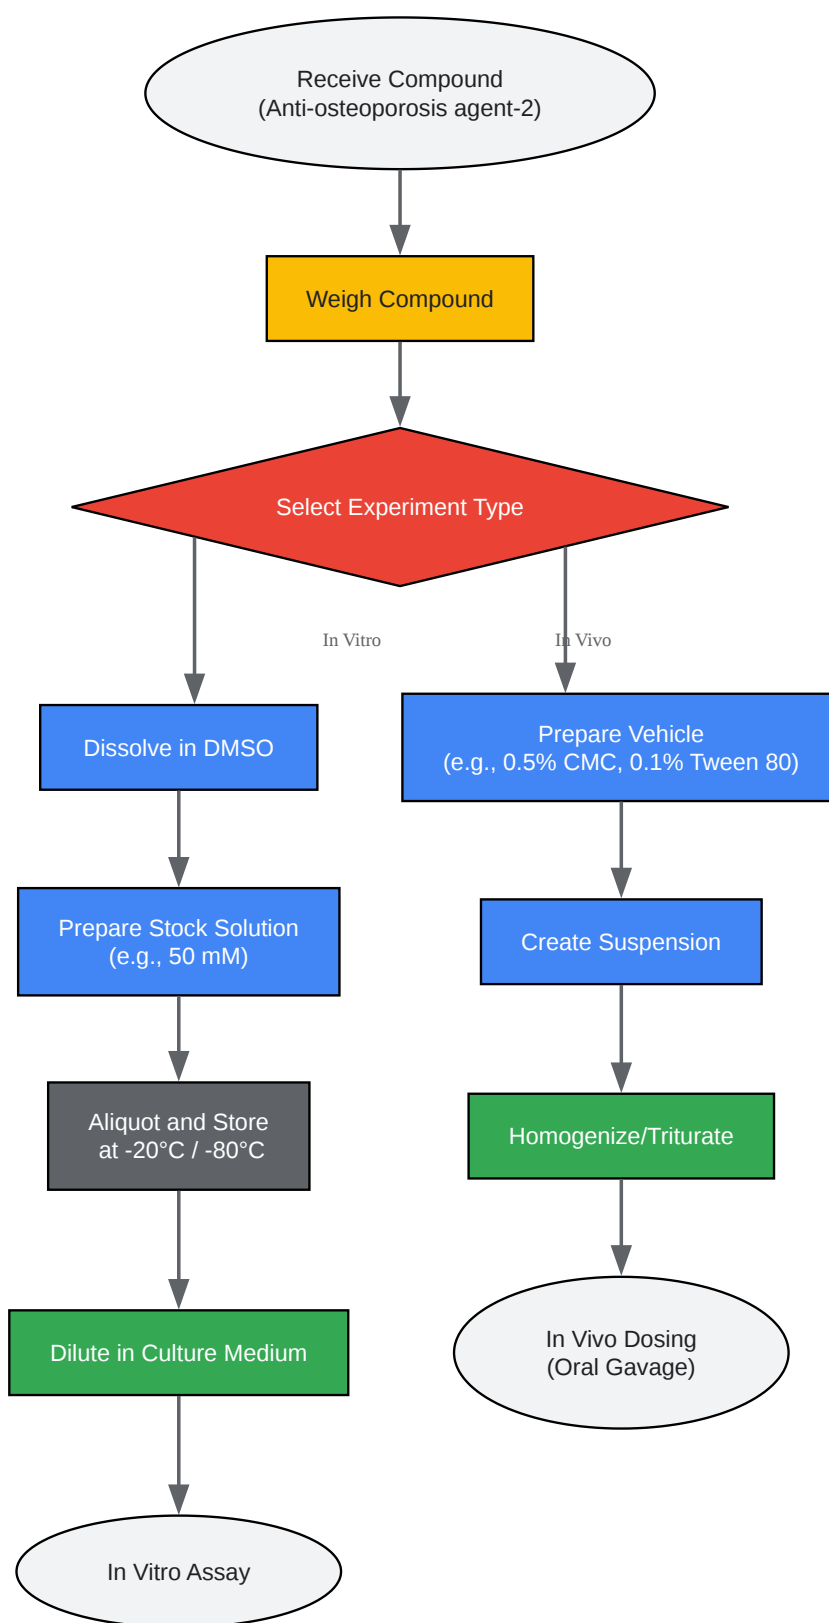 Receive Compound
(Anti-osteoporosis agent-2)
Weigh Compound
Select Experiment Type
In Vitro
In Vivo
Dissolve in DMSO
Prepare Vehicle
(e.g., 0.5% CMC, 0.1% Tween 80)
Prepare Stock Solution
(e.g., 50 mM)
Create Suspension
Aliquot and Store
at -20°C / -80°C
Homogenize/Triturate
Dilute in Culture Medium
In Vivo Dosing
(Oral Gavage)
In Vitro Assay